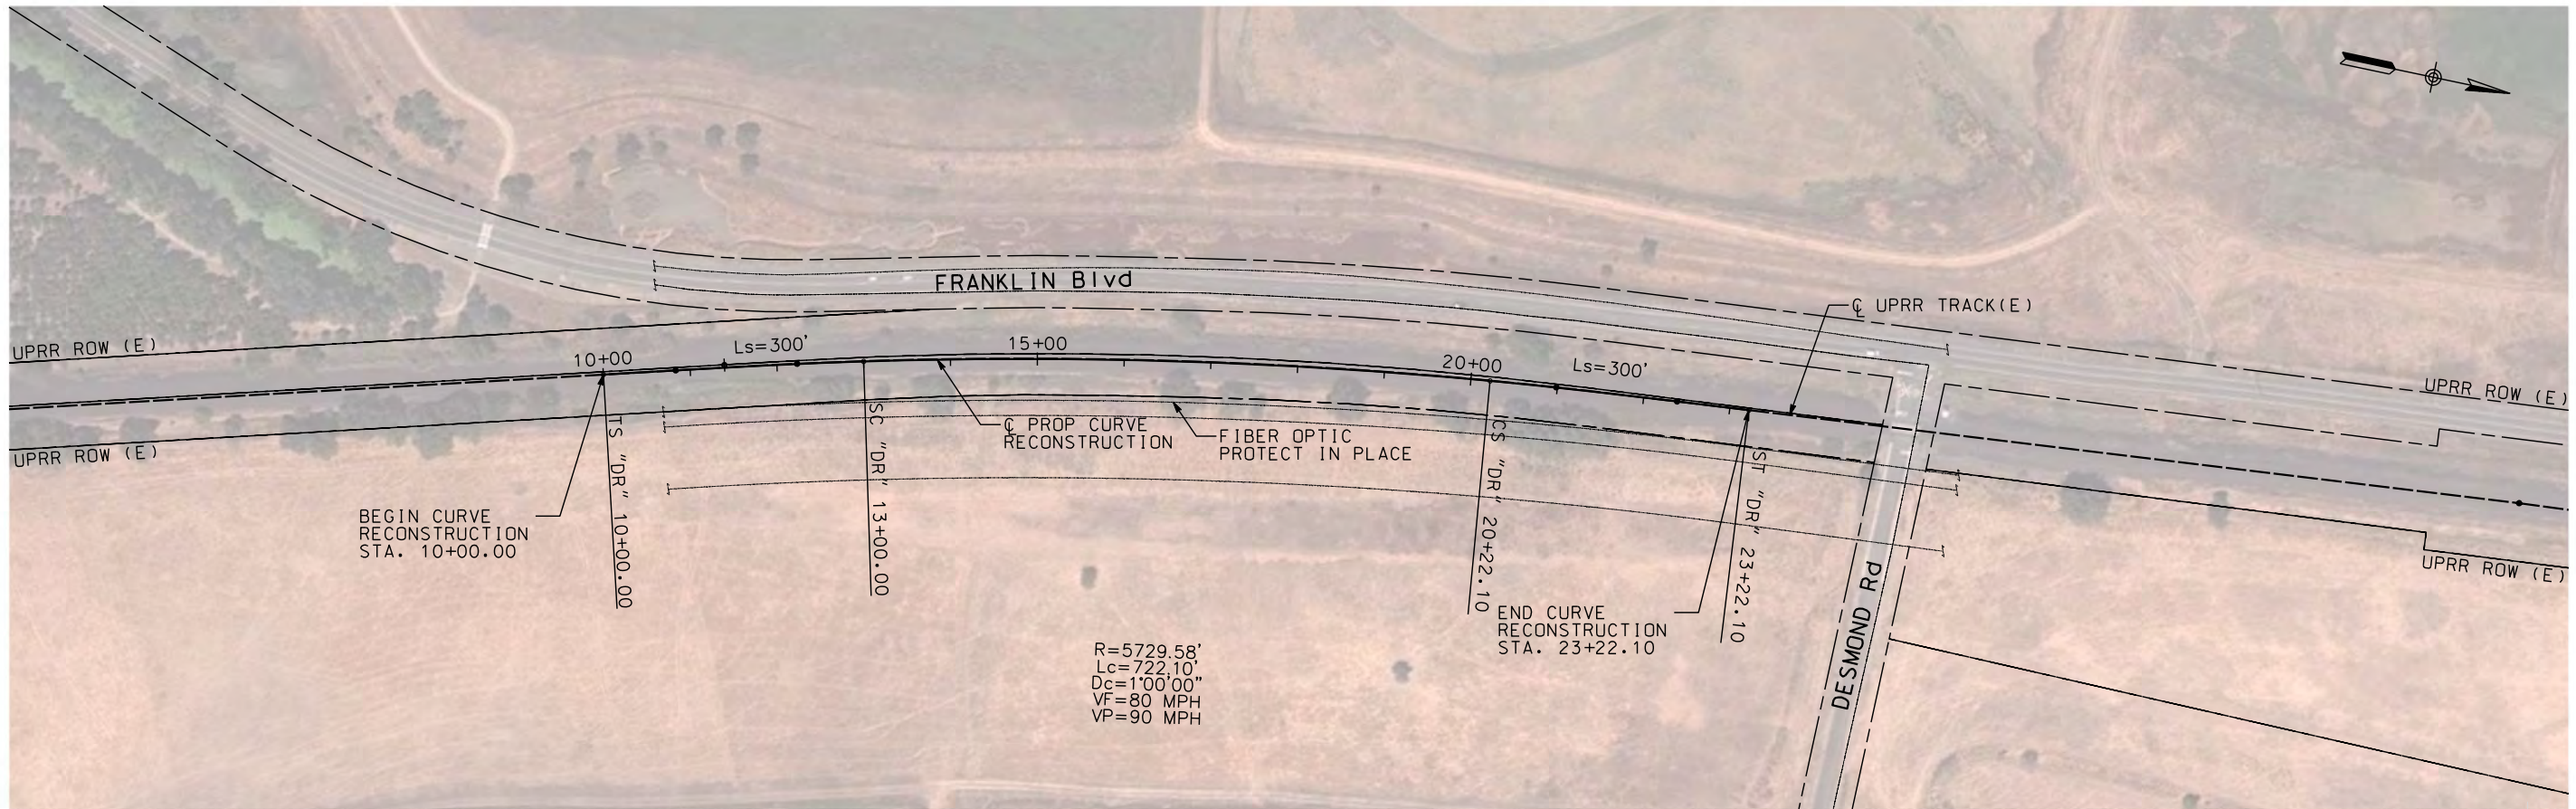 FRANKLIN Blvd
℄ UPRR TRACK(E)
UPRR ROW (E)
10+00
Ls=300'
15+00
20+00
Ls=300'
UPRR ROW (E)
UPRR ROW (E)
℄ PROP CURVE
RECONSTRUCTION
FIBER OPTIC
PROTECT IN PLACE
TS "DR" 10+00.00
SC "DR" 13+00.00
CS "DR" 20+22.10
ST "DR" 23+22.10
BEGIN CURVE
RECONSTRUCTION
STA. 10+00.00
UPRR ROW (E)
END CURVE
RECONSTRUCTION
STA. 23+22.10
DESMOND Rd
R=5729.58'
Lc=722.10'
Dc=1°00'00"
VF=80 MPH
VP=90 MPH